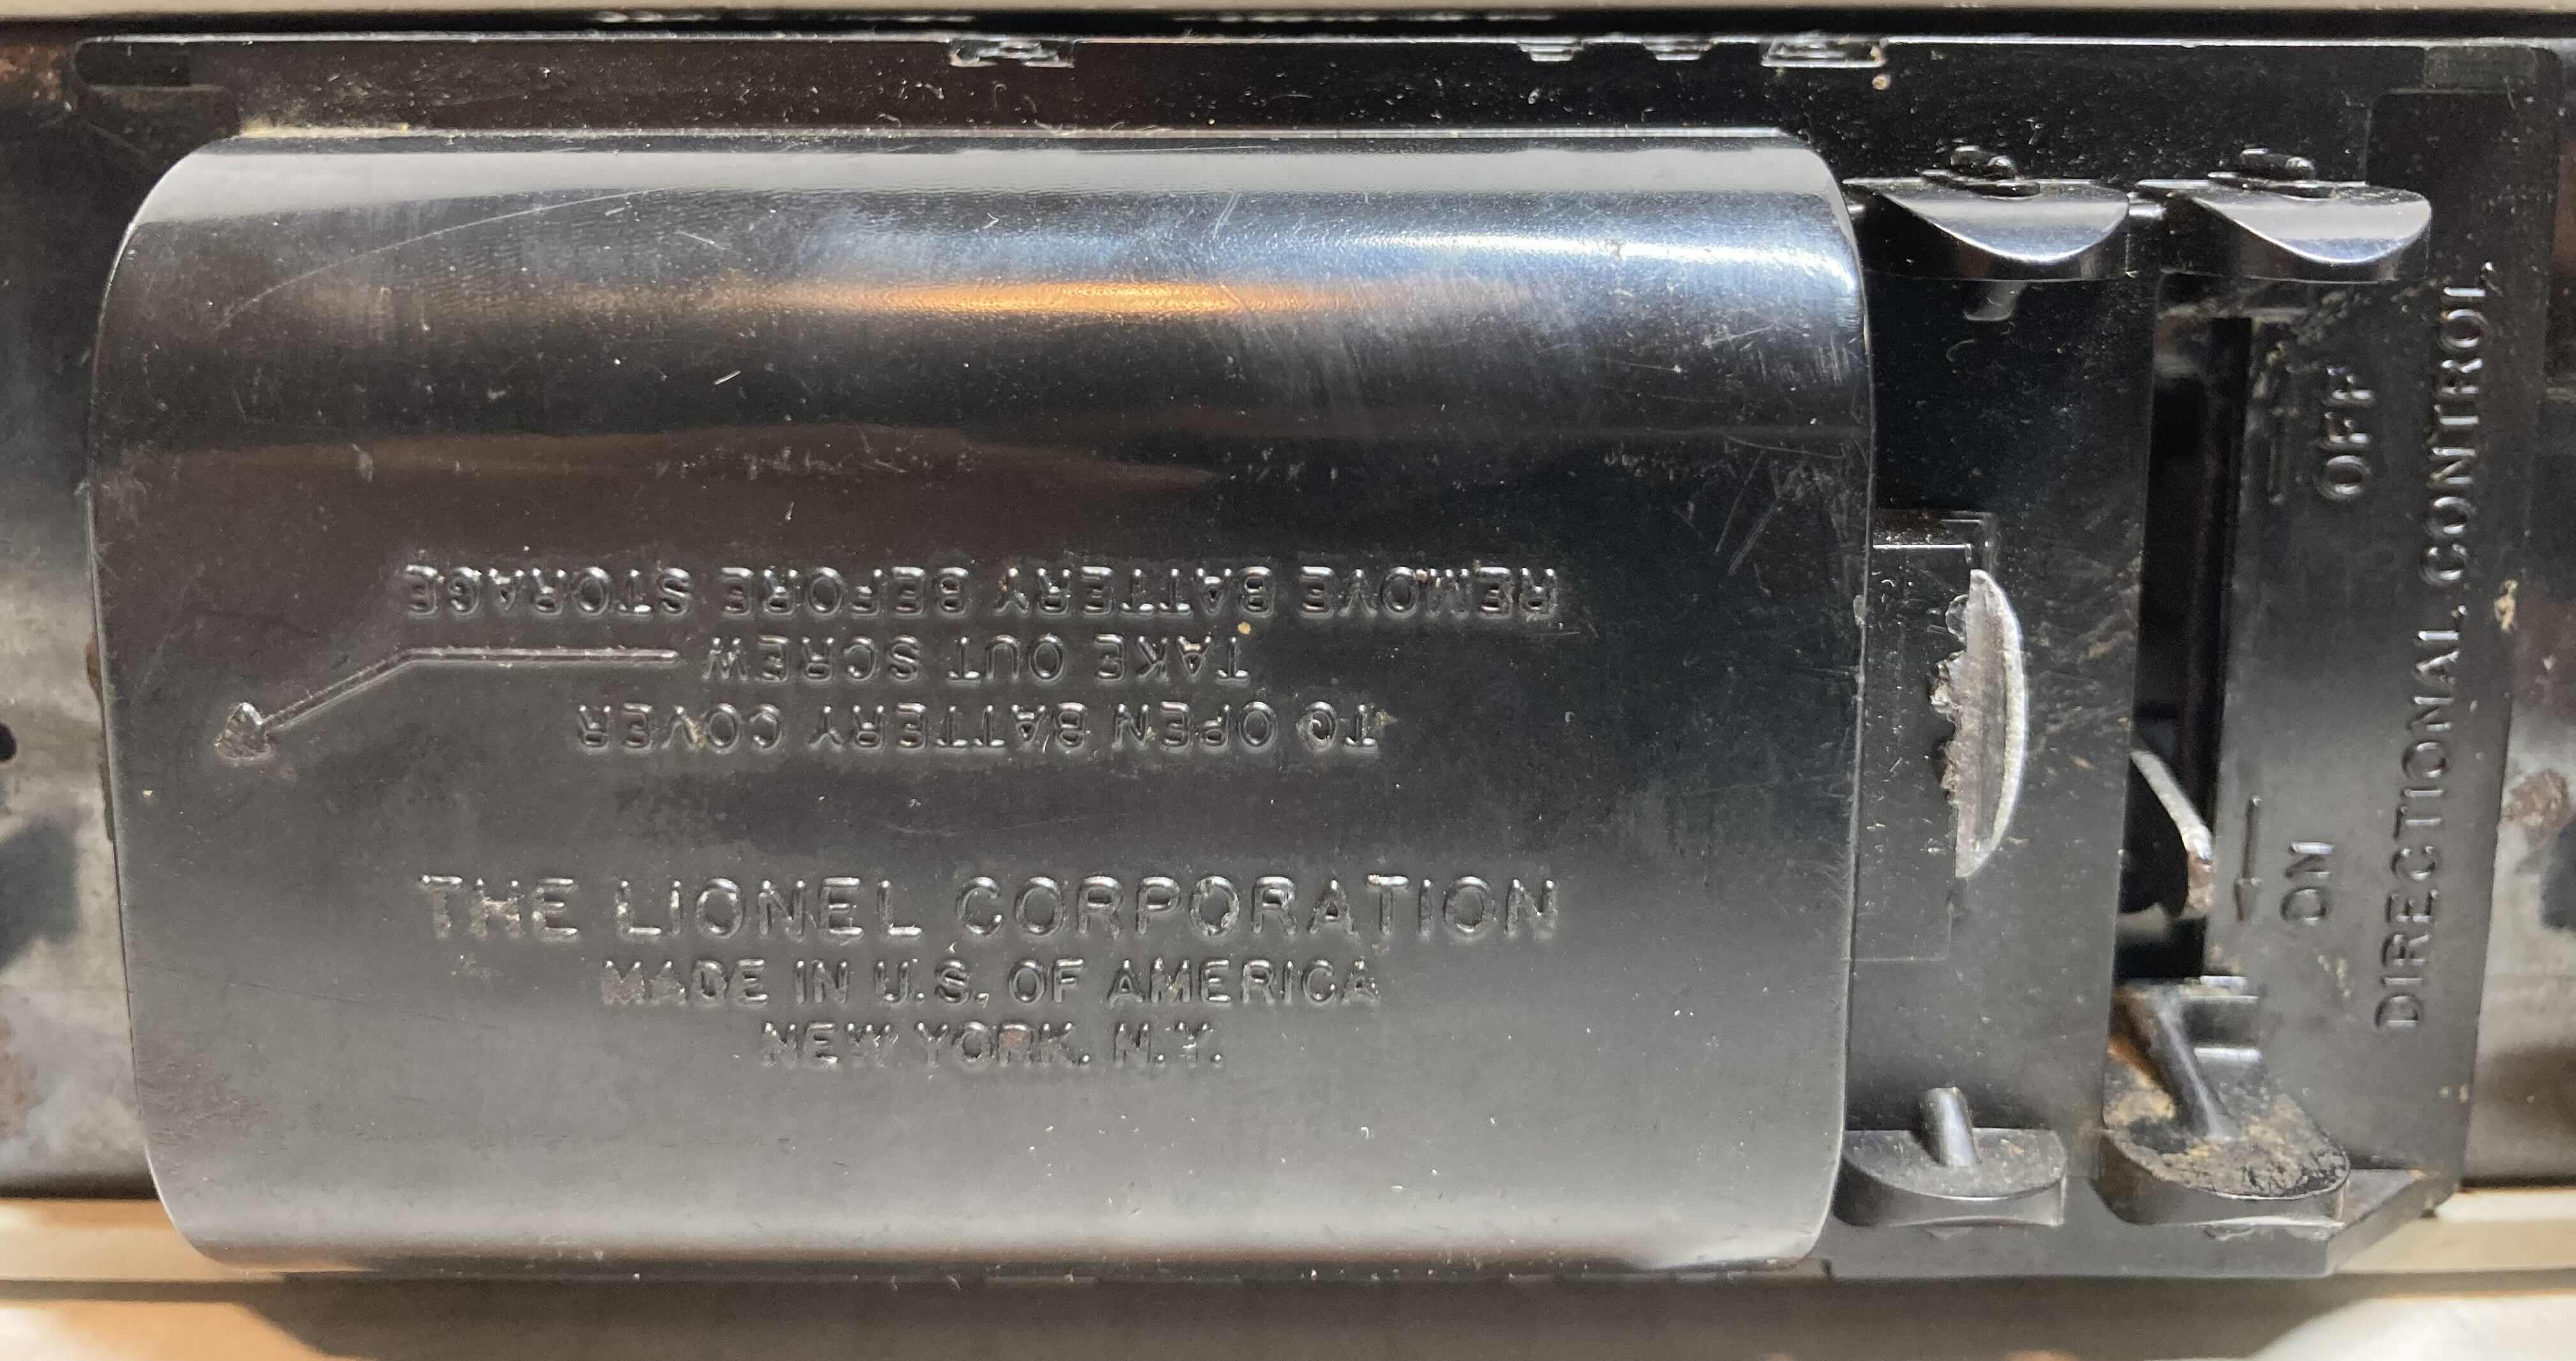 TO OPEN BATTERY COVER
TAKE OUT SCREW
REMOVE BATTERY BEFORE STORAGE
THE LIONEL CORPORATION
MADE IN U.S. OF AMERICA
NEW YORK. N.Y.
OFF
ON
DIRECTIONAL CONTROL